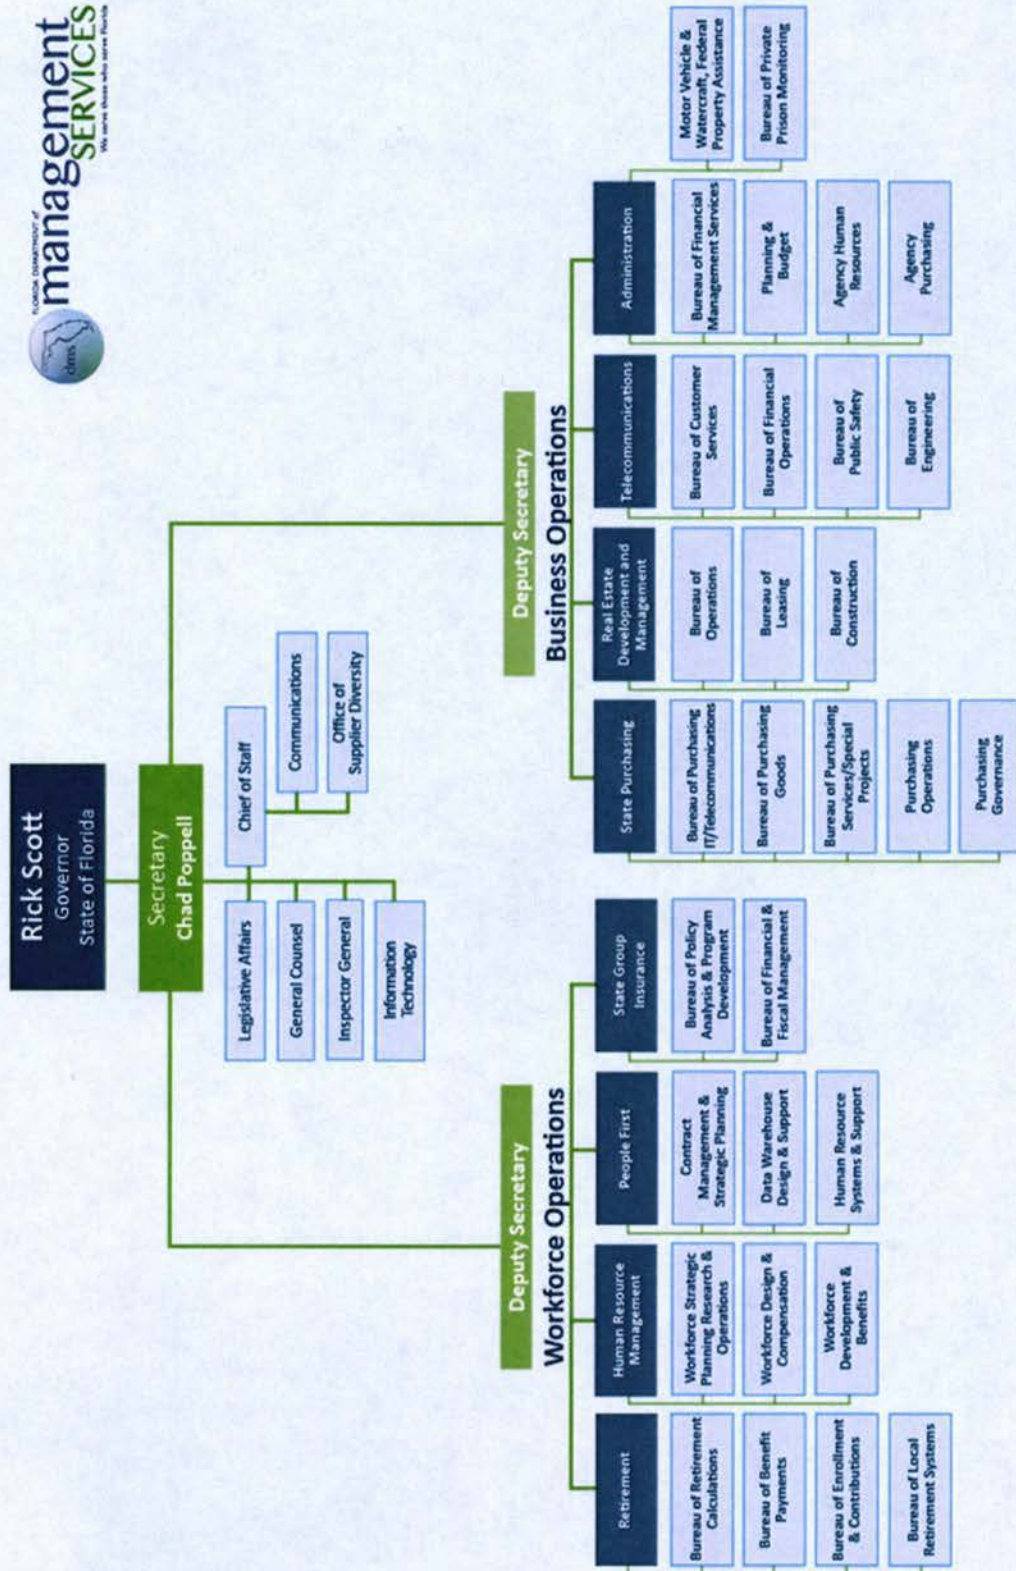 FLORIDA DEPARTMENT of
management
SERVICES
We serve those who serve Florida
dms
Rick Scott
Governor
State of Florida
Secretary
Chad Poppell
Legislative Affairs
General Counsel
Inspector General
Information
Technology
Chief of Staff
Communications
Office of
Supplier Diversity
Deputy Secretary
Workforce Operations
Retirement
Bureau of Retirement
Calculations
Bureau of Benefit
Payments
Bureau of Enrollment
& Contributions
Bureau of Local
Retirement Systems
Human Resource
Management
Workforce Strategic
Planning Research &
Operations
Workforce Design &
Compensation
Workforce
Development &
Benefits
People First
Contract
Management &
Strategic Planning
Data Warehouse
Design & Support
Human Resource
Systems & Support
State Group
Insurance
Bureau of Policy
Analysis & Program
Development
Bureau of Financial &
Fiscal Management
Deputy Secretary
Business Operations
State Purchasing
Bureau of Purchasing
IT/Telecommunications
Bureau of Purchasing
Goods
Bureau of Purchasing
Services/Special
Projects
Purchasing
Operations
Purchasing
Governance
Real Estate
Development and
Management
Bureau of
Operations
Bureau of
Leasing
Bureau of
Construction
Telecommunications
Bureau of Customer
Services
Bureau of Financial
Operations
Bureau of
Public Safety
Bureau of
Engineering
Administration
Bureau of Financial
Management Services
Planning &
Budget
Agency Human
Resources
Agency
Purchasing
Motor Vehicle &
Watercraft, Federal
Property Assistance
Bureau of Private
Prison Monitoring